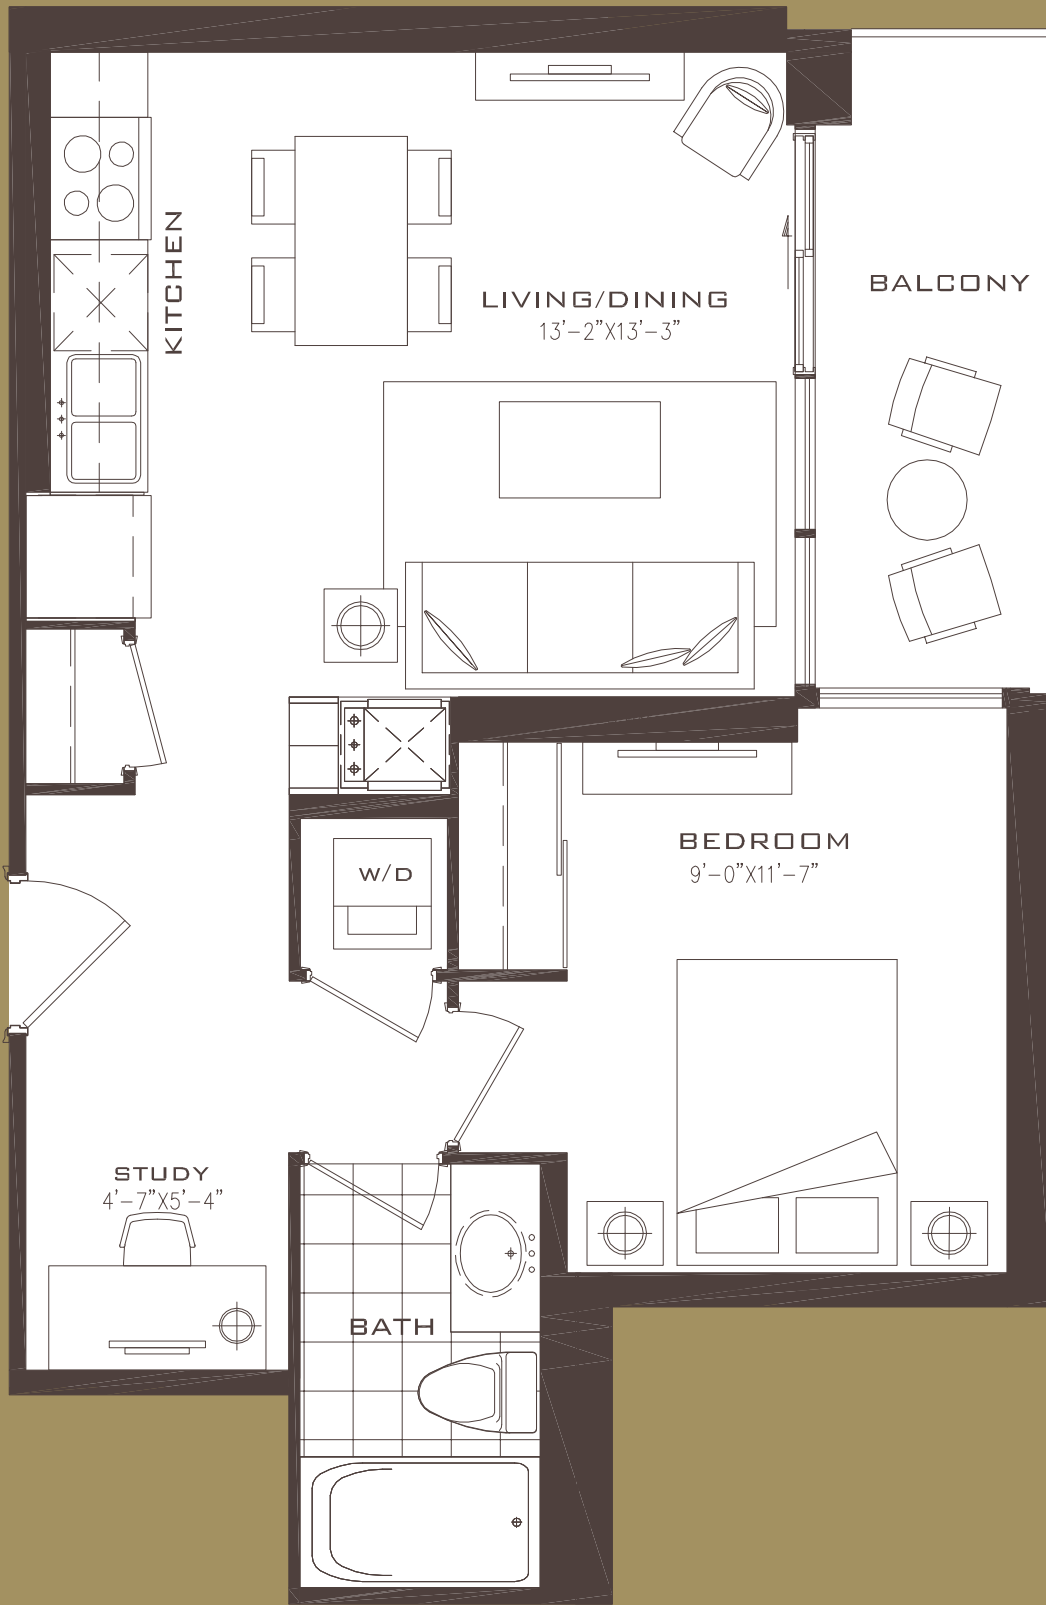 KITCHEN
LIVING/DINING
13'-2"X13'-3"
BALCONY
BEDROOM
9'-0"X11'-7"
W/D
STUDY
4'-7"X5'-4"
BATH